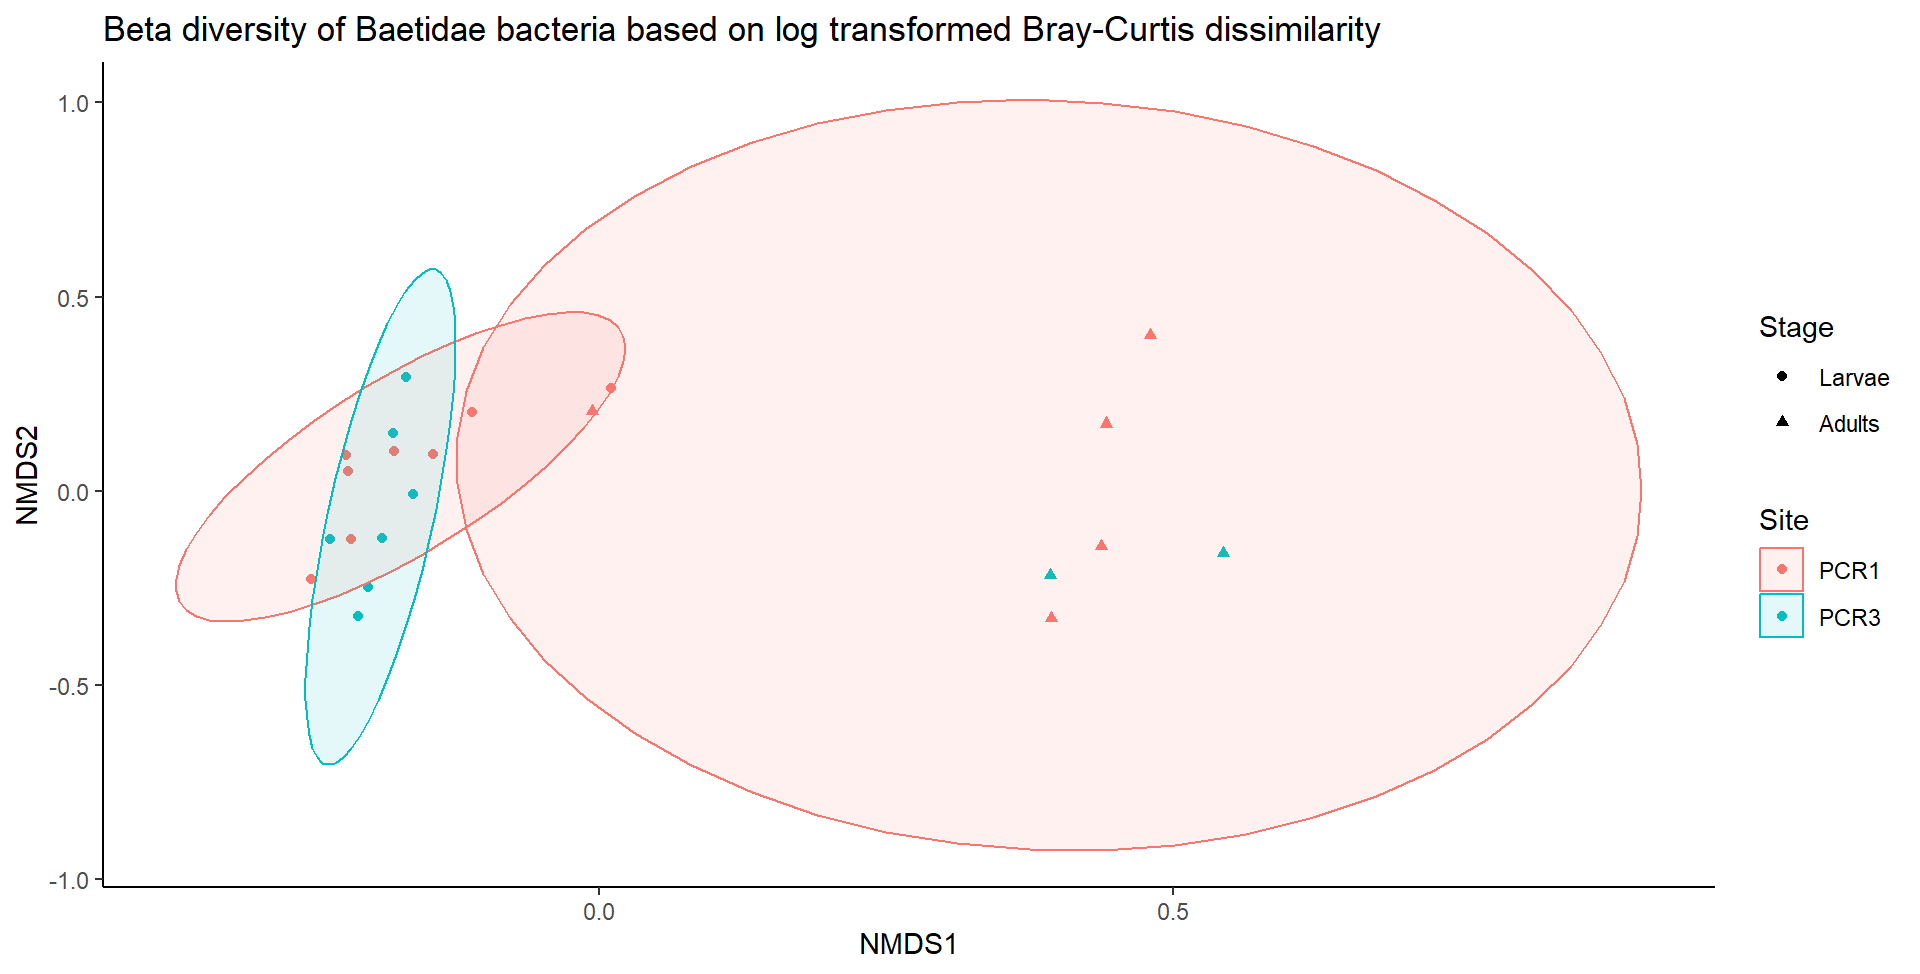 Beta diversity of Baetidae bacteria based on log transformed Bray-Curtis dissimilarity
1.0
0.5
0.0
-0.5
-1.0
NMDS2
0.0
0.5
NMDS1
Stage
Larvae
Adults
Site
PCR1
PCR3